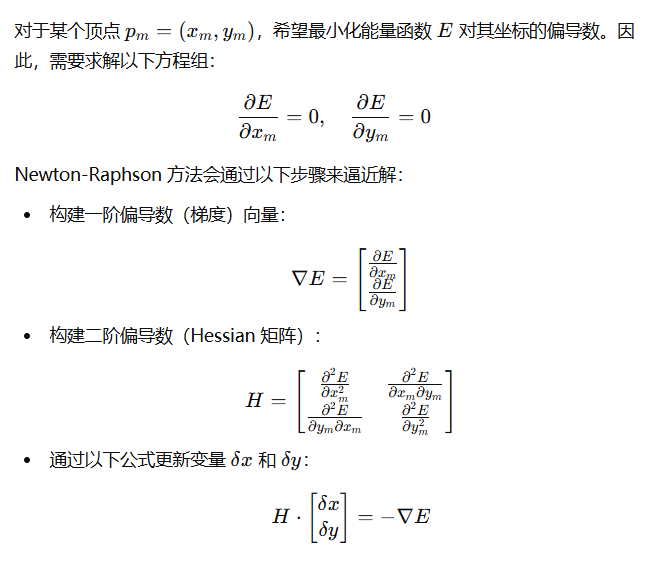 对于某个顶点 $p_m = (x_m, y_m)$，希望最小化能量函数 $E$ 对其坐标的偏导数。因
此，需要求解以下方程组：
$$\frac{\partial E}{\partial x_m} = 0, \quad \frac{\partial E}{\partial y_m} = 0$$
Newton-Raphson 方法会通过以下步骤来逼近解：
• 构建一阶偏导数（梯度）向量：
$$\nabla E = \begin{bmatrix} \frac{\partial E}{\partial x_m} \\ \frac{\partial E}{\partial y_m} \end{bmatrix}$$
• 构建二阶偏导数（Hessian 矩阵）：
$$H = \begin{bmatrix} \frac{\partial^2 E}{\partial x_m^2} & \frac{\partial^2 E}{\partial x_m \partial y_m} \\ \frac{\partial^2 E}{\partial y_m \partial x_m} & \frac{\partial^2 E}{\partial y_m^2} \end{bmatrix}$$
• 通过以下公式更新变量 $\delta x$ 和 $\delta y$：
$$H \cdot \begin{bmatrix} \delta x \\ \delta y \end{bmatrix} = -\nabla E$$